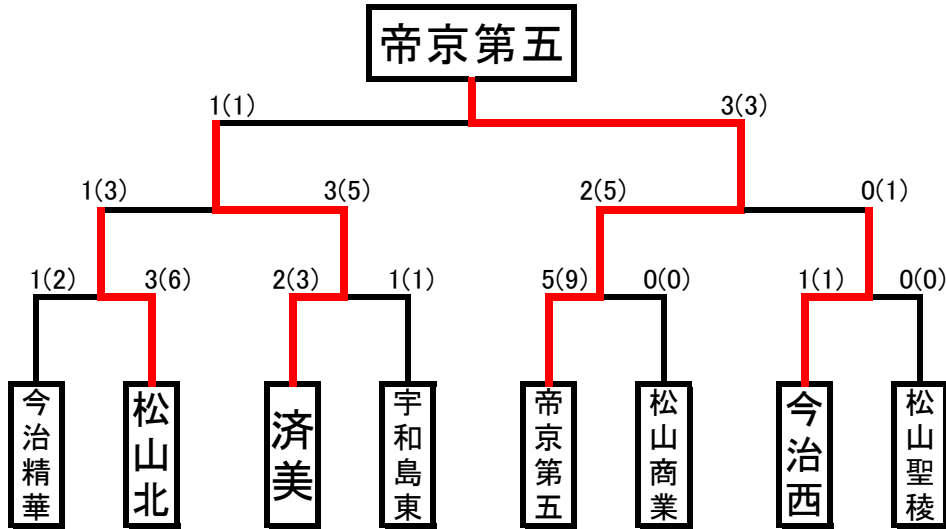 帝京第五
1(1)
3(3)
1(3)
3(5)
2(5)
0(1)
1(2)
3(6)
2(3)
1(1)
5(9)
0(0)
1(1)
0(0)
今治精華
松山北
済美
宇和島東
帝京第五
松山商業
今治西
松山聖稜